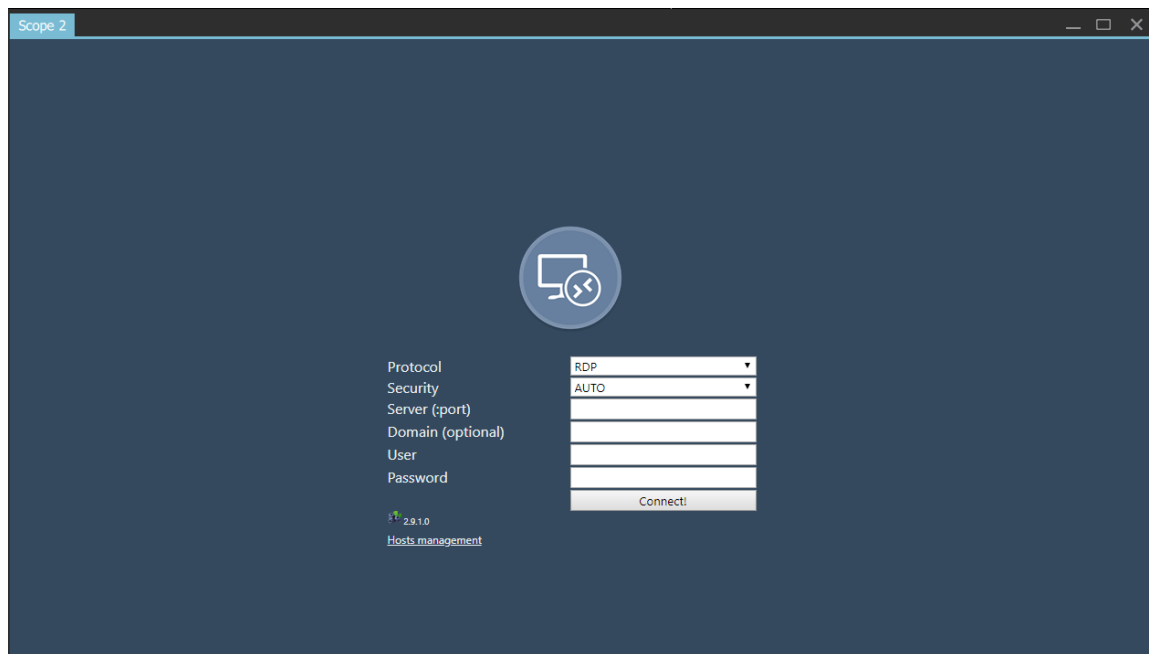 Scope 2
Protocol RDP
Security AUTO
Server (:port)
Domain (optional)
User
Password
Connect!
2.9.1.0
Hosts management